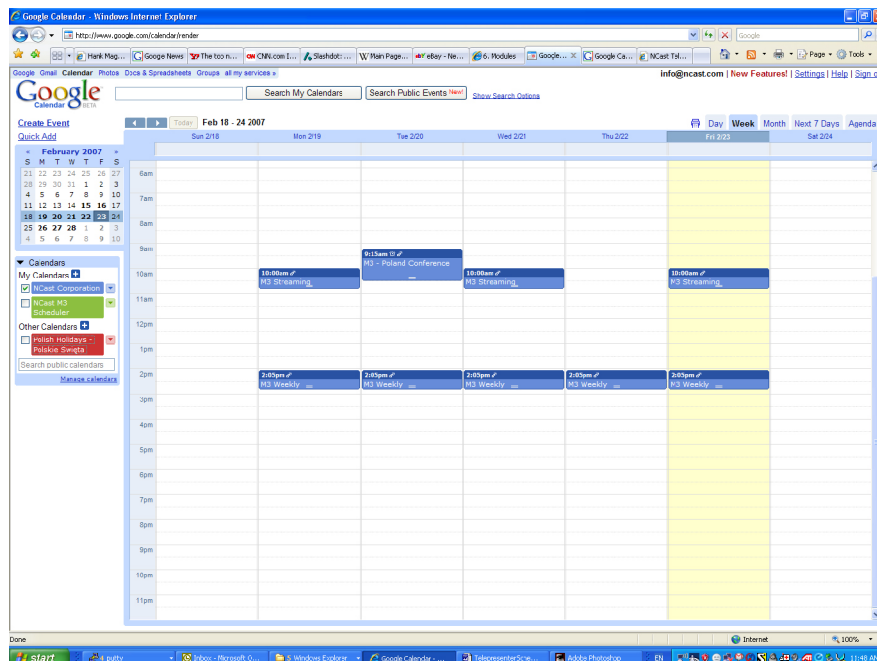 Google Calendar - Windows Internet Explorer
http://www.google.com/calendar/render
Google
Hank Mag... Google News The too n... CNN.com I... Slashdot: ... Main Page... eBay - Ne... 6. Modules Google... X Google Ca... NCast Tel... Page Tools
Google Gmail Calendar Photos Docs & Spreadsheets Groups all my services »
info@ncast.com | New Features! | Settings | Help | Sign o
Google
Calendar BETA
Search My Calendars Search Public Events New! Show Search Options
Create Event
Quick Add
Today Feb 18 - 24 2007 Day Week Month Next 7 Days Agenda
Sun 2/18 Mon 2/19 Tue 2/20 Wed 2/21 Thu 2/22 Fri 2/23 Sat 2/24
« February 2007 »
S M T W T F S
21 22 23 24 25 26 27
28 29 30 31 1 2 3
4 5 6 7 8 9 10
11 12 13 14 15 16 17
18 19 20 21 22 23 24
25 26 27 28 1 2 3
4 5 6 7 8 9 10
Calendars
My Calendars +
NCast Corporation
NCast M3
Scheduler
Other Calendars +
Polish Holidays -
Polskie Święta
Search public calendars
Manage calendars
6am
7am
8am
9am
9:15am
M3 - Poland Conference
10am
10:00am 10:00am 10:00am
M3 Streaming M3 Streaming M3 Streaming
11am
12pm
1pm
2pm
2:05pm 2:05pm 2:05pm 2:05pm 2:05pm
M3 Weekly M3 Weekly M3 Weekly M3 Weekly M3 Weekly
3pm
4pm
5pm
6pm
7pm
8pm
9pm
10pm
11pm
Done Internet 100%
start putty Inbox - Microsoft O... 5 Windows Explorer Google Calendar - ... TelepresenterSche... Adobe Photoshop EN 11:48 AM